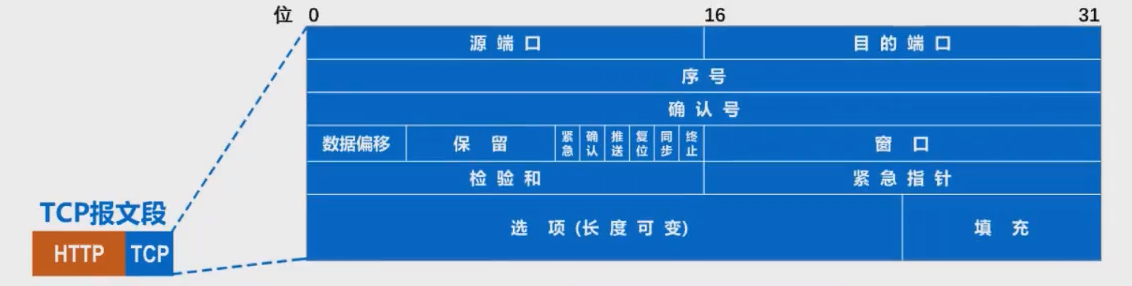 位 0 16 31
源端口 目的端口
序号
确认号
数据偏移 保留 紧急 确认 推送 复位 同步 终止 窗口
检验和 紧急指针
选项(长度可变) 填充
TCP报文段
HTTP TCP